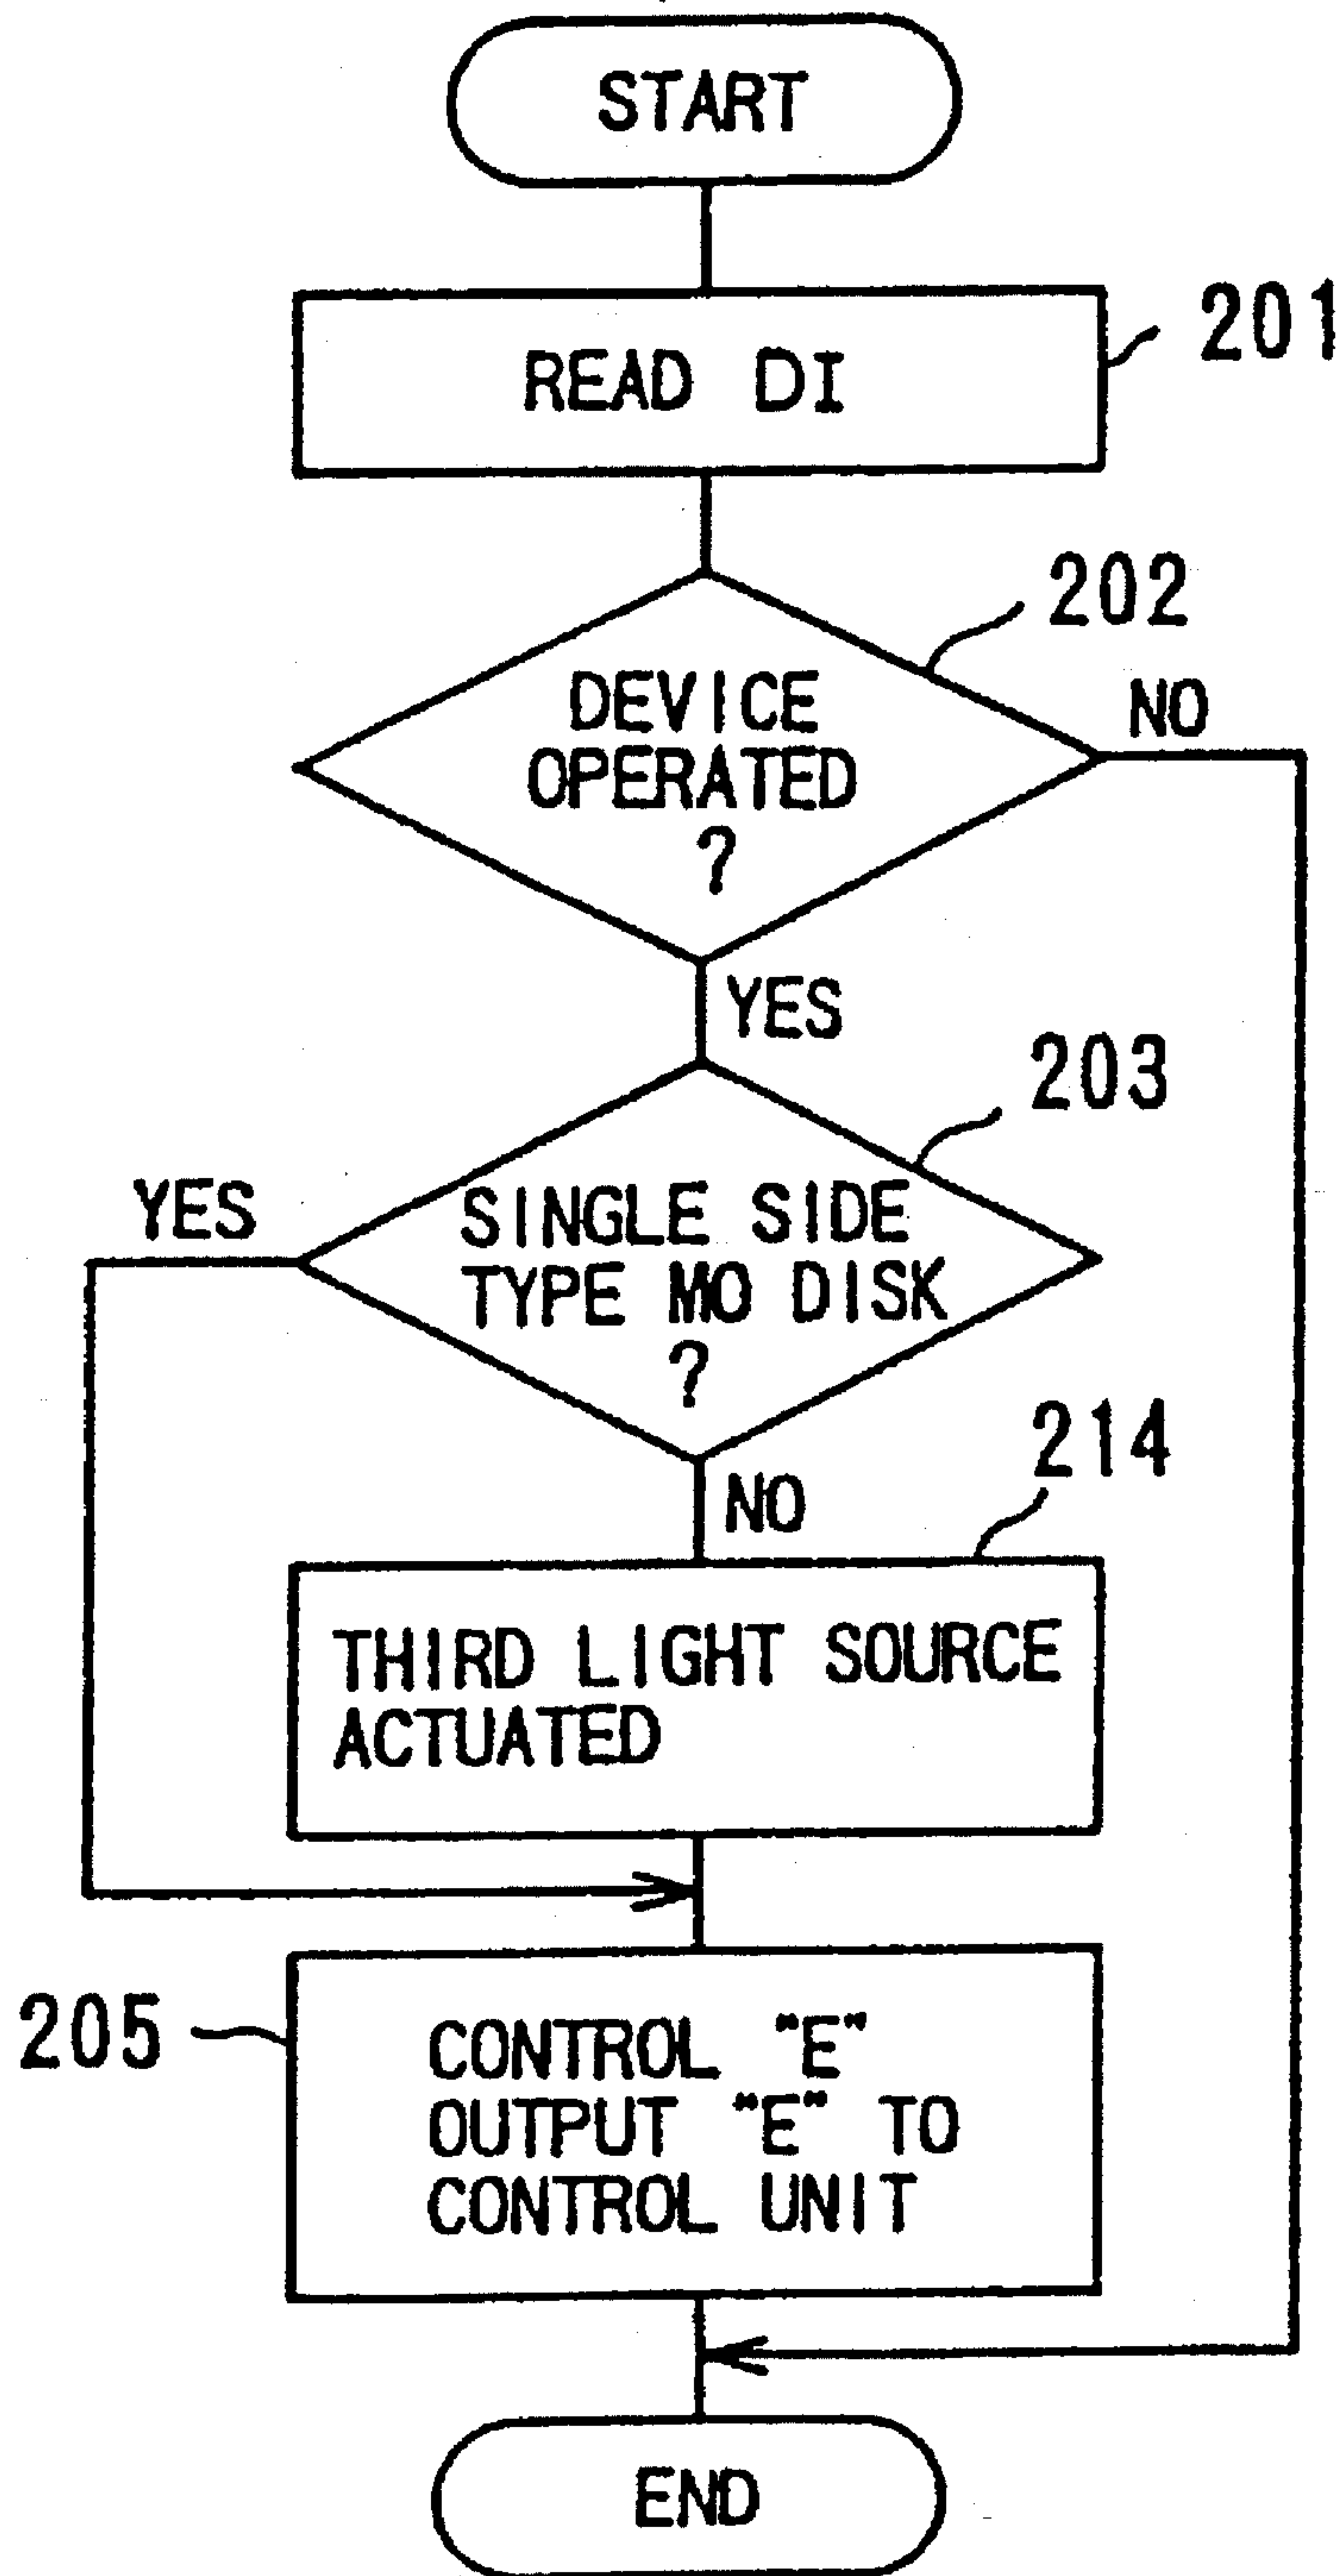 START
READ DI
201
202
DEVICE
OPERATED
?
NO
YES
203
YES
SINGLE SIDE
TYPE MO DISK
?
NO
214
THIRD LIGHT SOURCE
ACTUATED
205
CONTROL "E"
OUTPUT "E" TO
CONTROL UNIT
END